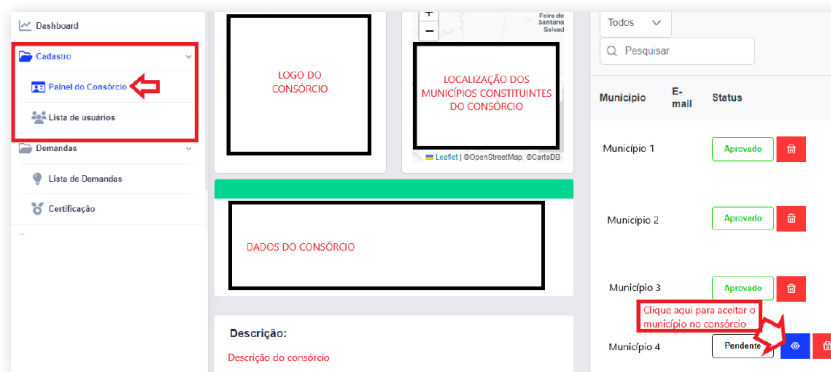 Dashboard
Cadastro
Painel do Consórcio
Lista de usuários
Demandas
Lista de Demandas
Certificação
LOGO DO
CONSÓRCIO
+
−
Feira de
Santana
Salvad
LOCALIZAÇÃO DOS
MUNICÍPIOS CONSTITUINTES
DO CONSÓRCIO
Leaflet | ©OpenStreetMap, ©CartoDB
DADOS DO CONSÓRCIO
Descrição:
Descrição do consórcio
Todos
Pesquisar
Municipio E-mail Status
Município 1 Aprovado
Município 2 Aprovado
Município 3 Aprovado
Clique aqui para aceitar o
município no consórcio
Município 4 Pendente